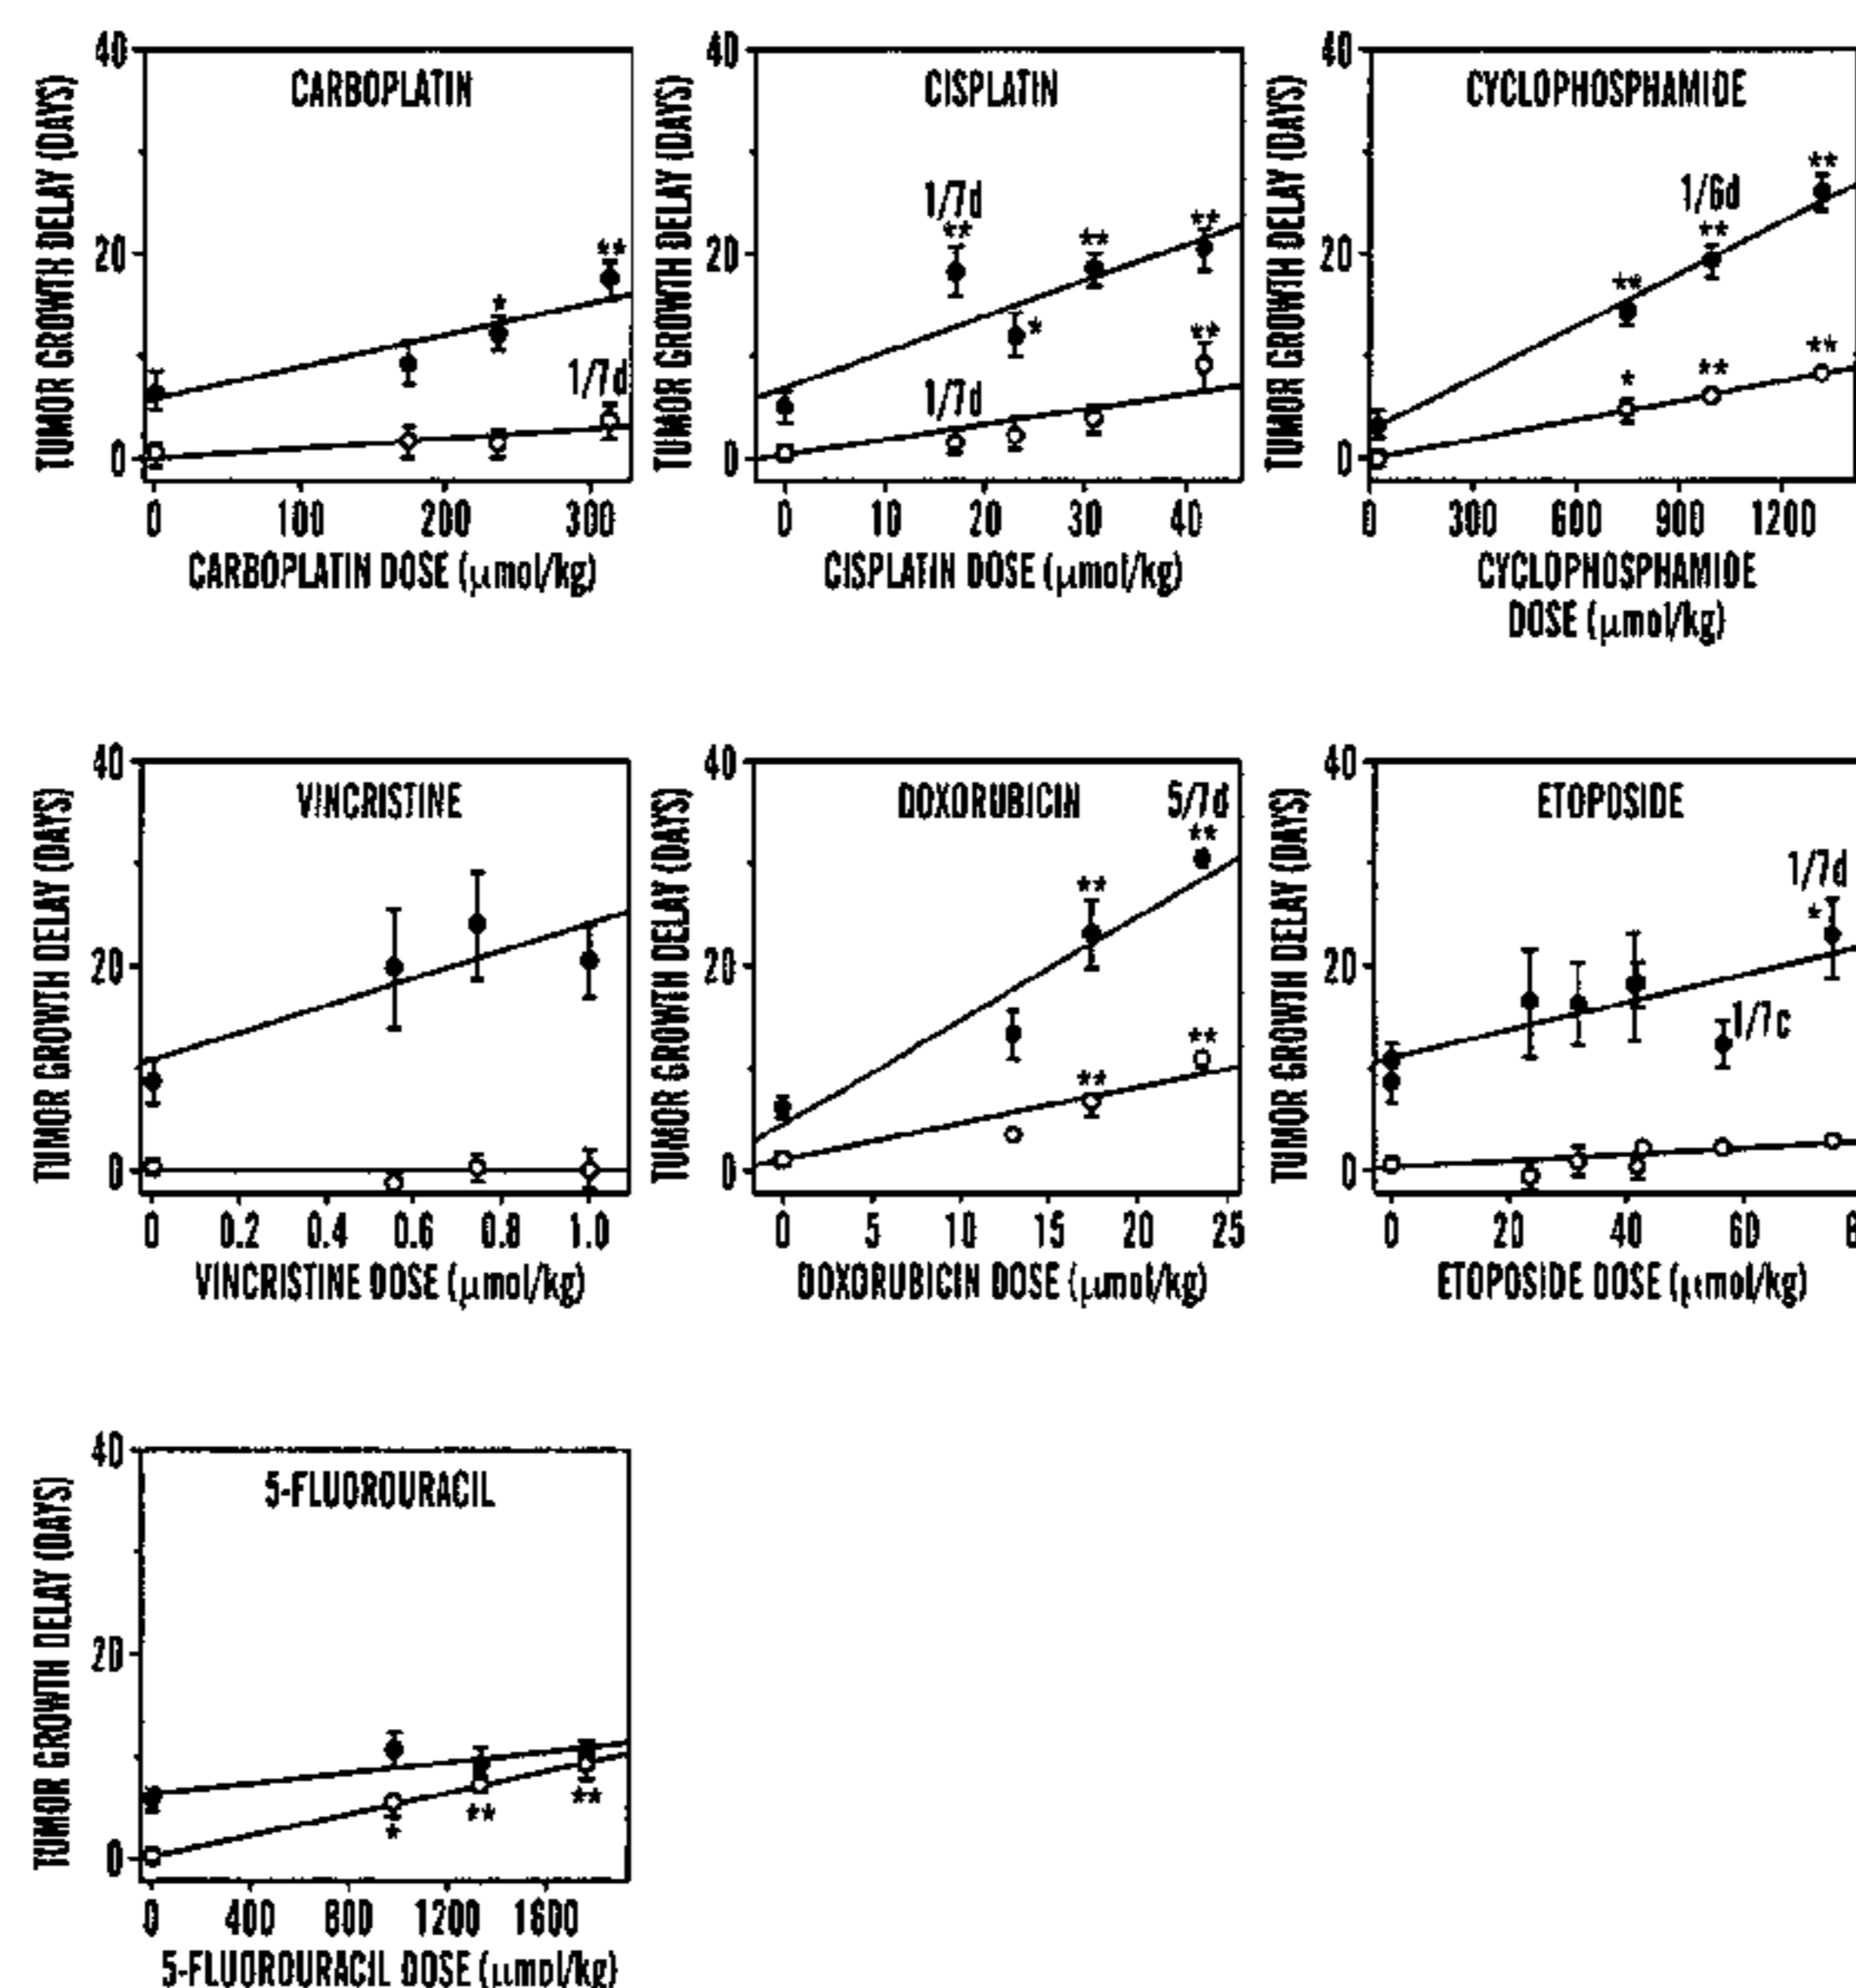 CARBOPLATIN
TUMOR GROWTH DELAY (DAYS)
40
20
0
**
*
1/7d
0 100 200 300
CARBOPLATIN DOSE (μmol/kg)
CISPLATIN
TUMOR GROWTH DELAY (DAYS)
40
20
0
1/7d
** ** **
*
**
1/7d
0 10 20 30 40
CISPLATIN DOSE (μmol/kg)
CYCLOPHOSPHAMIDE
TUMOR GROWTH DELAY (DAYS)
40
20
0
**
1/6d
**
**
* ** **
0 300 600 900 1200
CYCLOPHOSPHAMIDE
DOSE (μmol/kg)
VINCRISTINE
TUMOR GROWTH DELAY (DAYS)
40
20
0
0 0.2 0.4 0.6 0.8 1.0
VINCRISTINE DOSE (μmol/kg)
DOXORUBICIN
5/7d
TUMOR GROWTH DELAY (DAYS)
40
20
0
**
**
**
**
0 5 10 15 20 25
DOXORUBICIN DOSE (μmol/kg)
ETOPOSIDE
TUMOR GROWTH DELAY (DAYS)
40
20
0
1/7d
*
1/7c
0 20 40 60
ETOPOSIDE DOSE (μmol/kg)
5-FLUOROURACIL
TUMOR GROWTH DELAY (DAYS)
40
20
0
* ** **
0 400 800 1200 1600
5-FLUOROURACIL DOSE (μmol/kg)